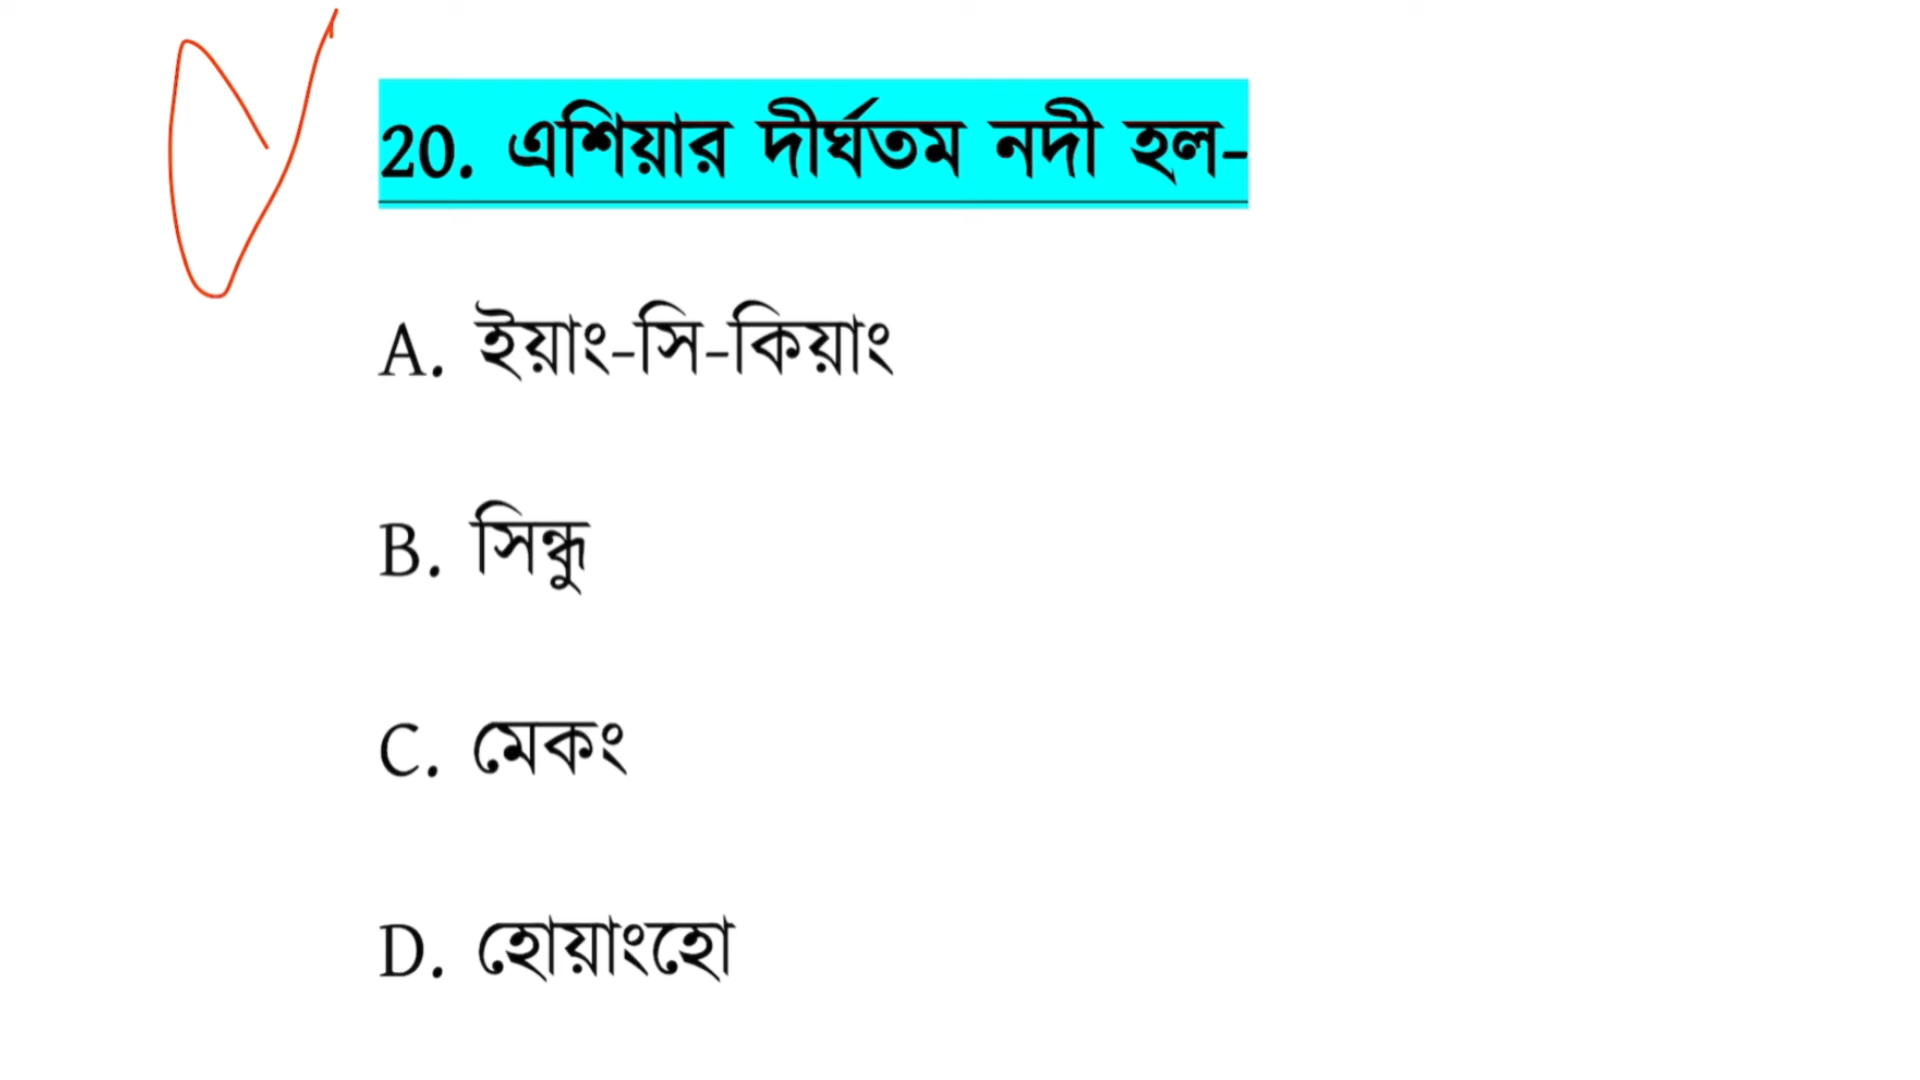 20. এশিয়ার দীর্ঘতম নদী হল-
A. ইয়াং-সি-কিয়াং
B. সিন্ধু
C. মেকং
D. হোয়াংহো